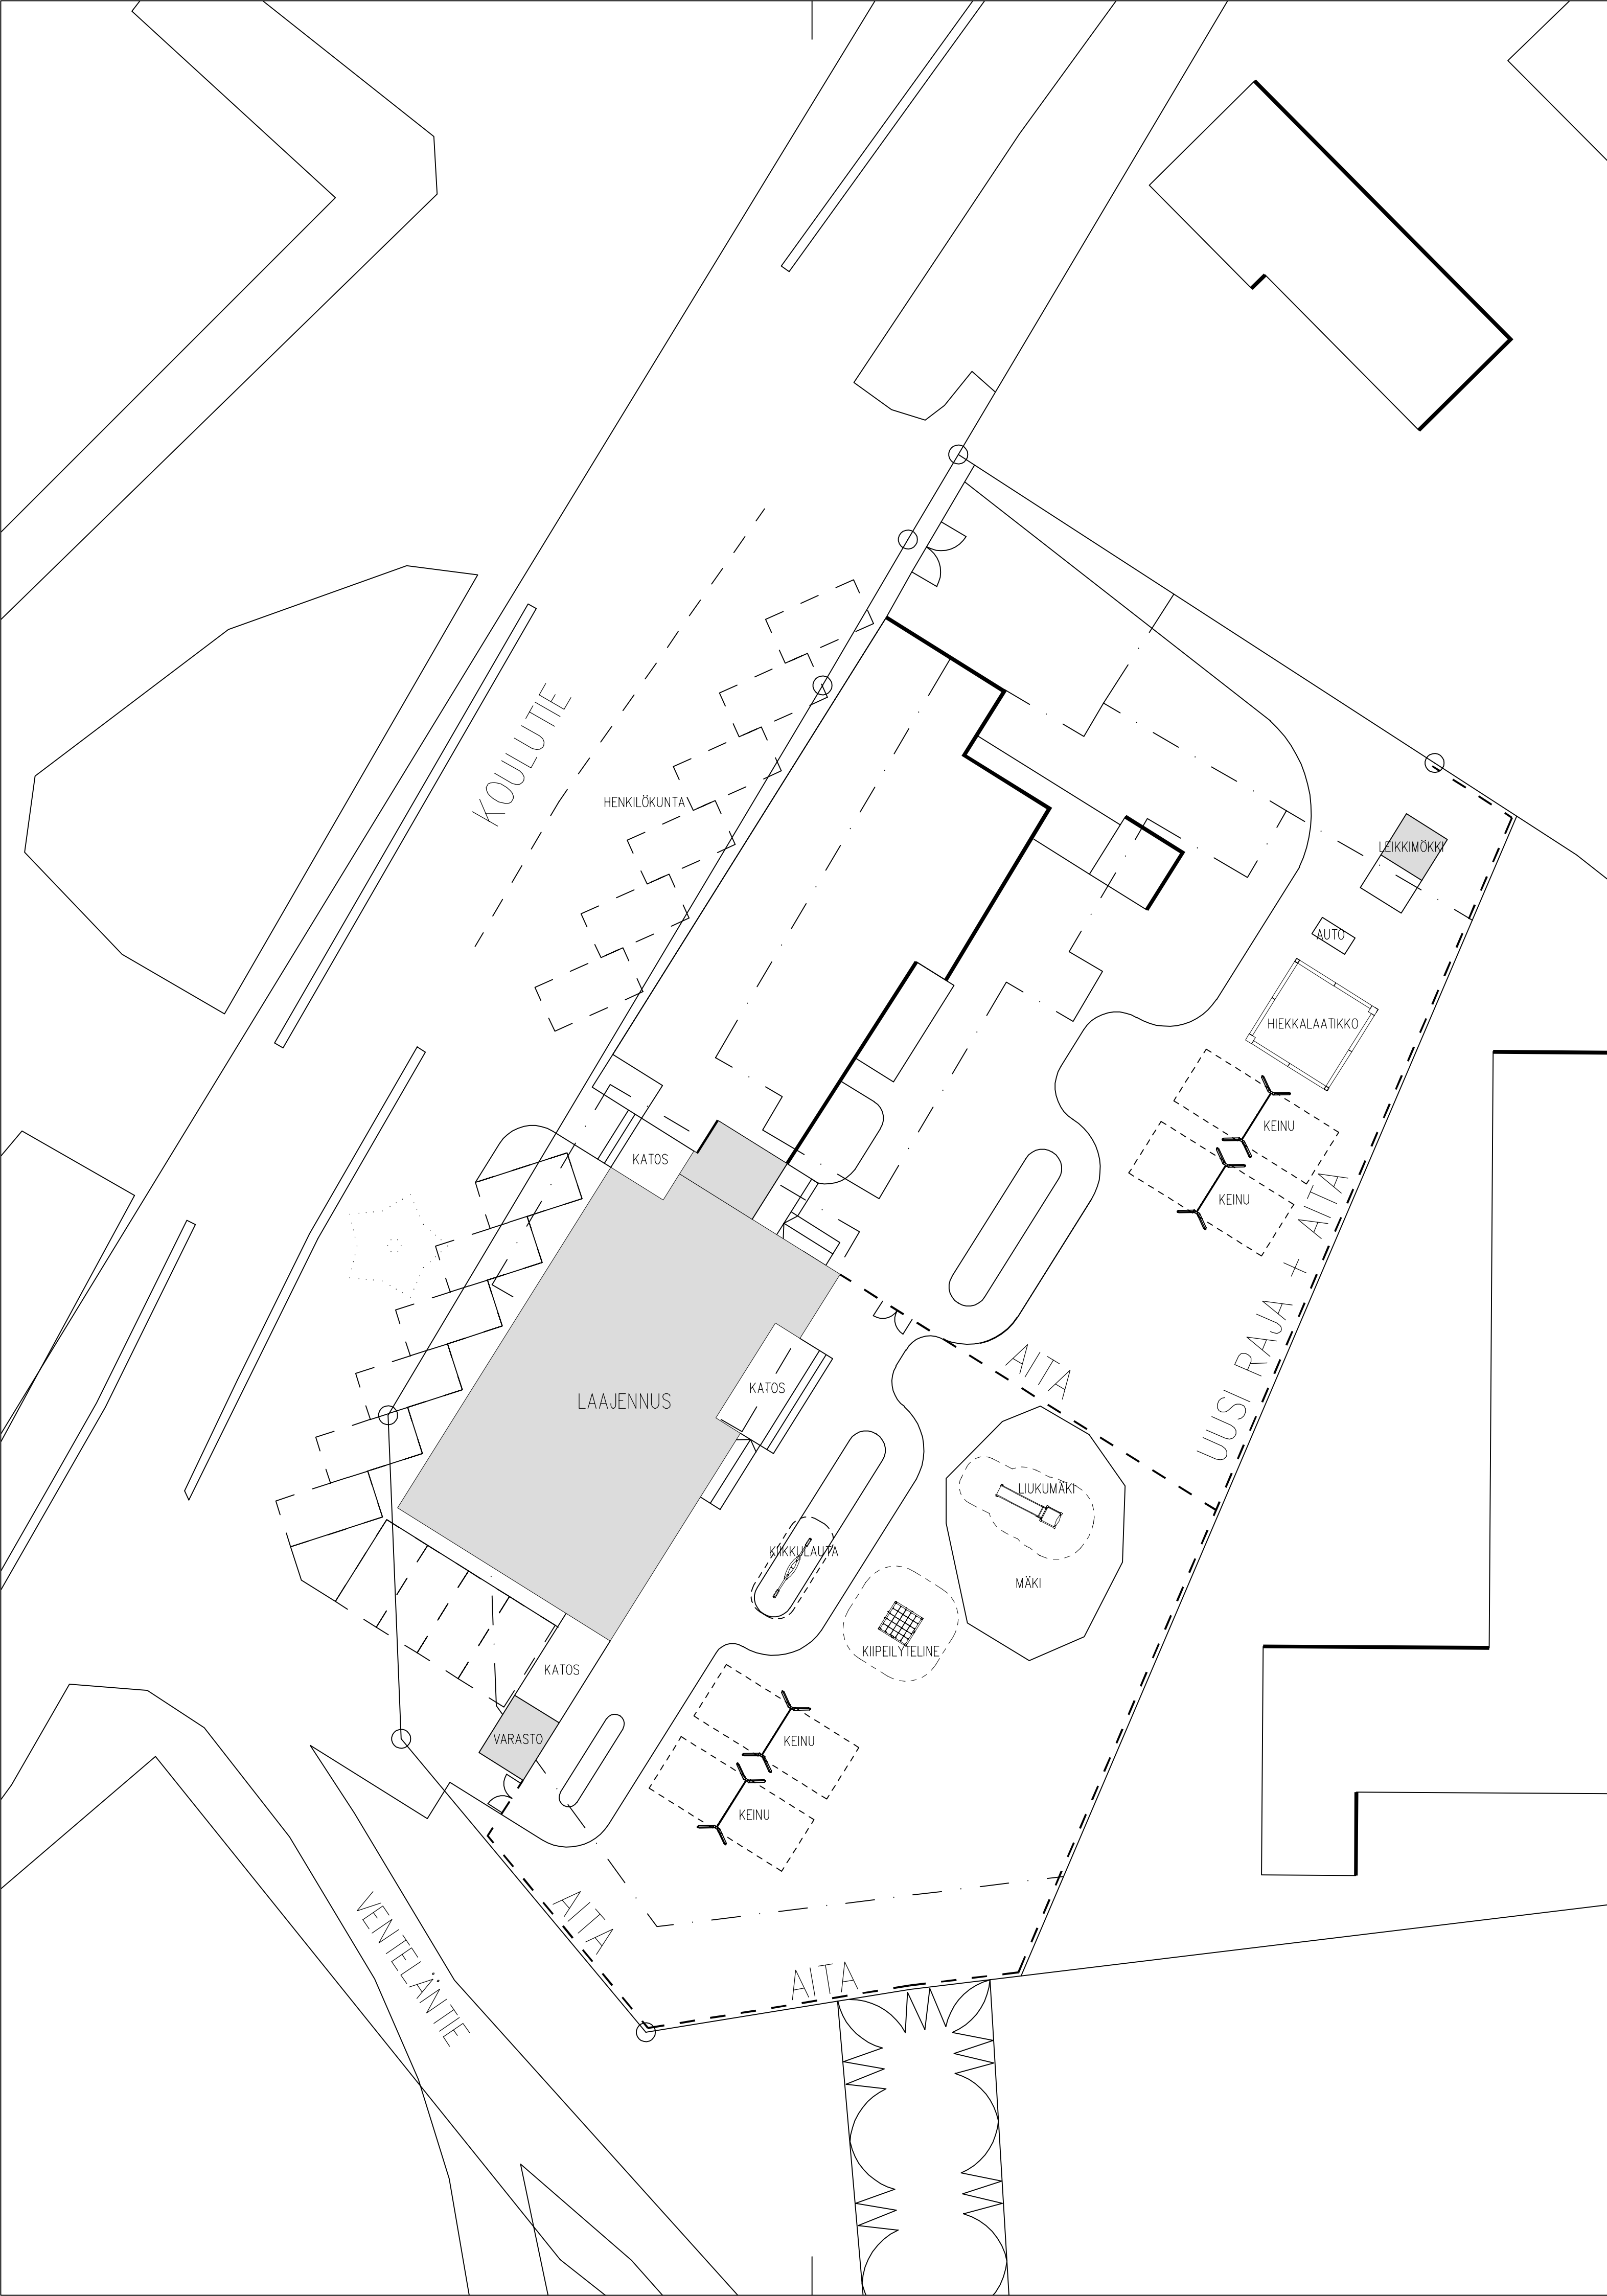 KOULUTIE
HENKILÖKUNTA
LEIKKIMÖKKI
AUTO
HIEKKALAATIKKO
KEINU
KATOS
KEINU
UUSI RAJA + AITA
AITA
KATOS
LAAJENNUS
LIUKUMÄKI
KIIKKULAUTA
MÄKI
KIIPEILYTELINE
KATOS
VARASTO
KEINU
KEINU
AITA
VENTELÄNTIE
AITA